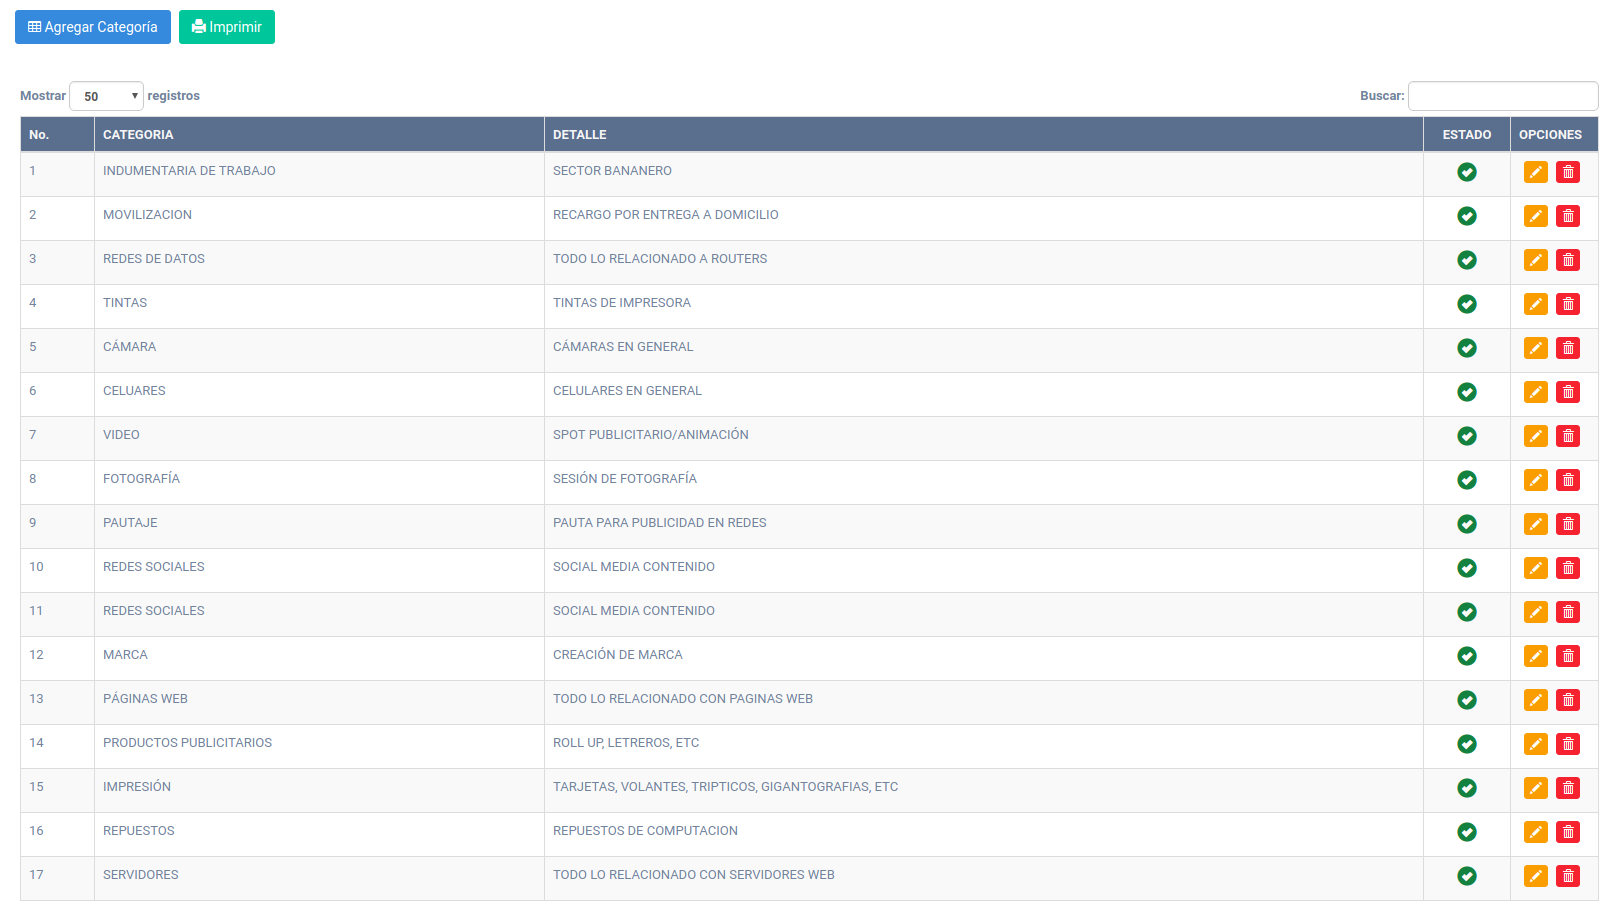 Agregar Categoría Imprimir
Mostrar 50 registros Buscar:
No. CATEGORIA DETALLE ESTADO OPCIONES
1 INDUMENTARIA DE TRABAJO SECTOR BANANERO
2 MOVILIZACION RECARGO POR ENTREGA A DOMICILIO
3 REDES DE DATOS TODO LO RELACIONADO A ROUTERS
4 TINTAS TINTAS DE IMPRESORA
5 CÁMARA CÁMARAS EN GENERAL
6 CELUARES CELULARES EN GENERAL
7 VIDEO SPOT PUBLICITARIO/ANIMACIÓN
8 FOTOGRAFÍA SESIÓN DE FOTOGRAFÍA
9 PAUTAJE PAUTA PARA PUBLICIDAD EN REDES
10 REDES SOCIALES SOCIAL MEDIA CONTENIDO
11 REDES SOCIALES SOCIAL MEDIA CONTENIDO
12 MARCA CREACIÓN DE MARCA
13 PÁGINAS WEB TODO LO RELACIONADO CON PAGINAS WEB
14 PRODUCTOS PUBLICITARIOS ROLL UP, LETREROS, ETC
15 IMPRESIÓN TARJETAS, VOLANTES, TRIPTICOS, GIGANTOGRAFIAS, ETC
16 REPUESTOS REPUESTOS DE COMPUTACION
17 SERVIDORES TODO LO RELACIONADO CON SERVIDORES WEB